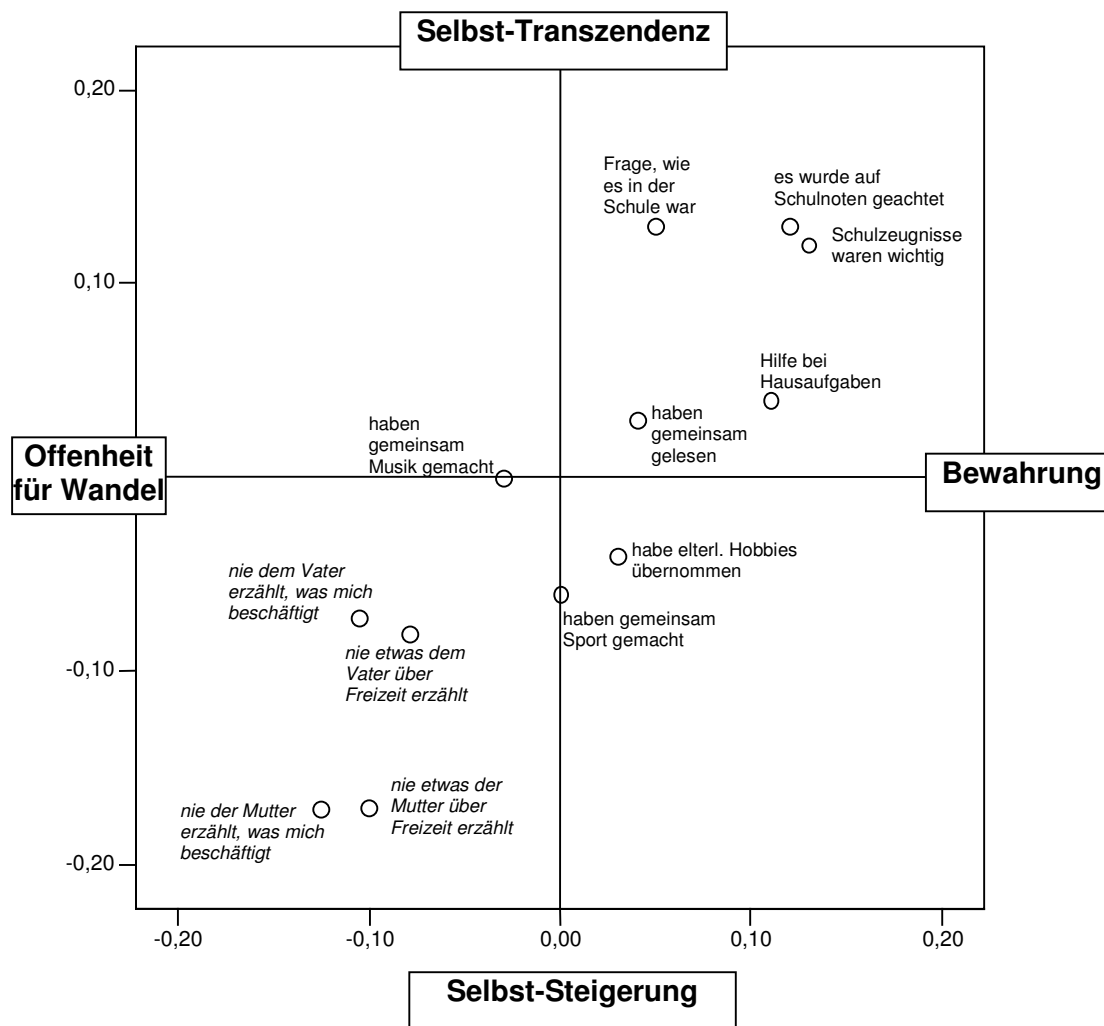 Selbst-Transzendenz
0,20
Frage, wie
es in der
Schule war
es wurde auf
Schulnoten geachtet
Schulzeugnisse
waren wichtig
0,10
Hilfe bei
Hausaufgaben
haben
gemeinsam
gelesen
haben
gemeinsam
Musik gemacht
Offenheit
für Wandel
Bewahrung
habe elterl. Hobbies
übernommen
nie dem Vater
erzählt, was mich
beschäftigt
haben gemeinsam
Sport gemacht
nie etwas dem
Vater über
Freizeit erzählt
-0,10
nie etwas der
Mutter über
Freizeit erzählt
nie der Mutter
erzählt, was mich
beschäftigt
-0,20
-0,20
-0,10
0,00
0,10
0,20
Selbst-Steigerung